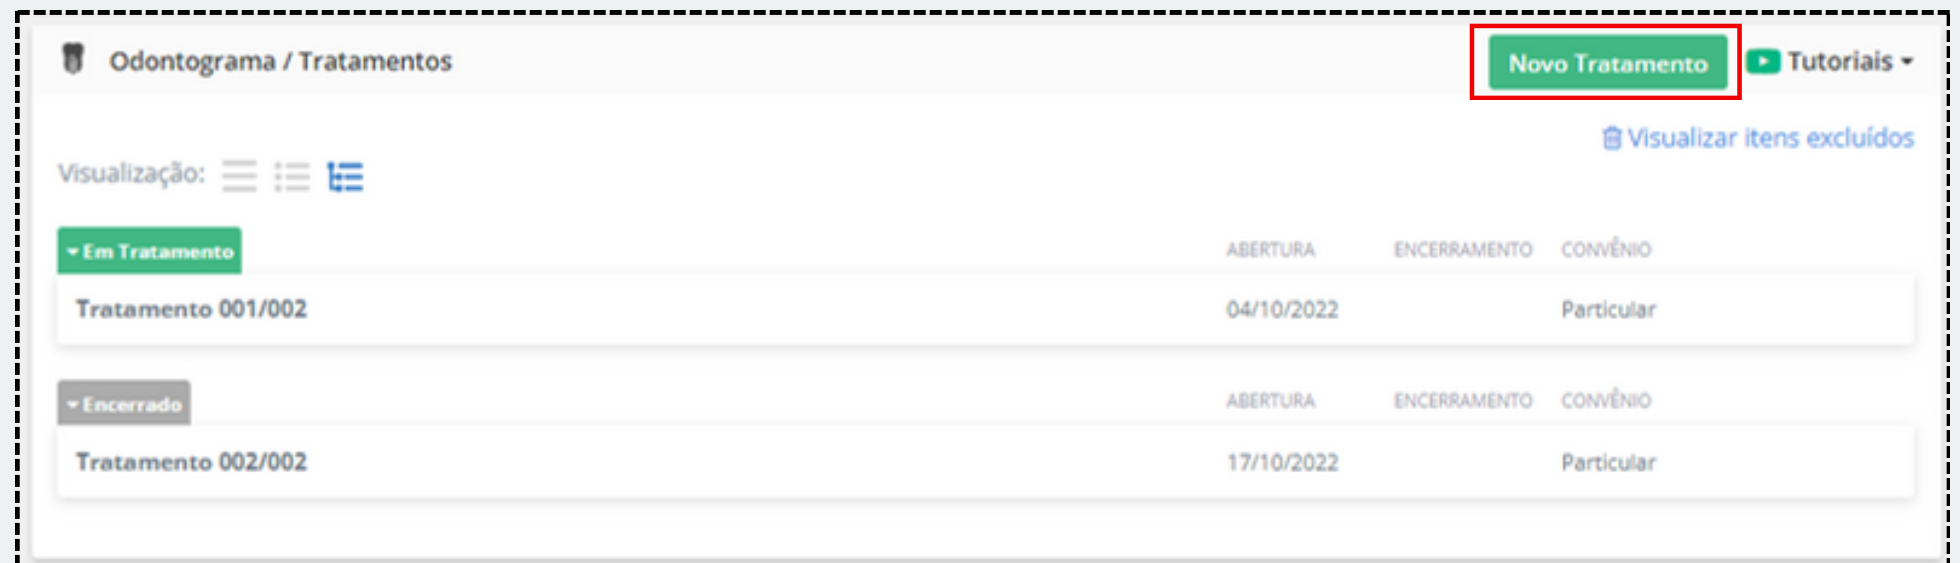 Odontograma / Tratamentos
Novo Tratamento
Tutoriais
Visualizar itens excluídos
Visualização:
Em Tratamento ABERTURA ENCERRAMENTO CONVÊNIO
Tratamento 001/002 04/10/2022 Particular
Encerrado ABERTURA ENCERRAMENTO CONVÊNIO
Tratamento 002/002 17/10/2022 Particular